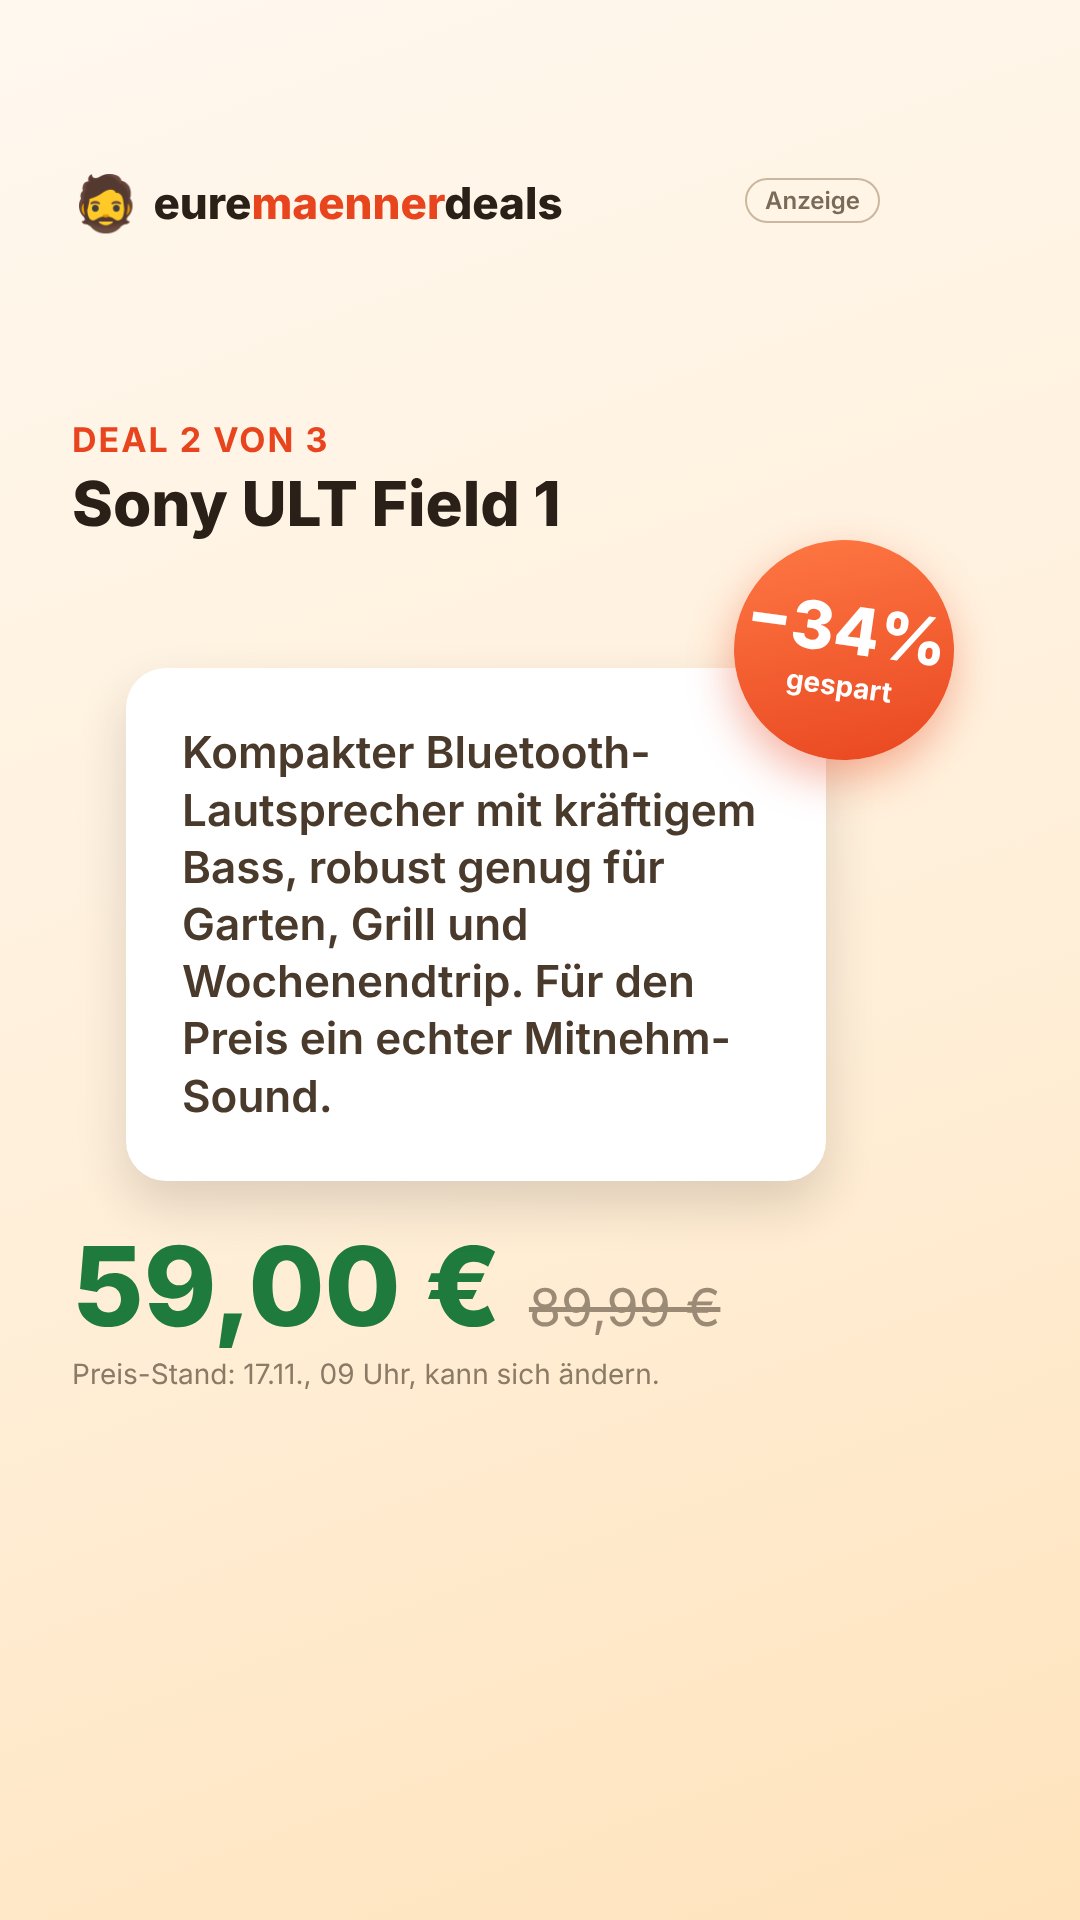 euremaennerdeals
Anzeige
DEAL 2 VON 3
Sony ULT Field 1
−34%
gespart
Kompakter Bluetooth-
Lautsprecher mit kräftigem
Bass, robust genug für
Garten, Grill und
Wochenendtrip. Für den
Preis ein echter Mitnehm-
Sound.
59,00 € 89,99 €
Preis-Stand: 17.11., 09 Uhr, kann sich ändern.